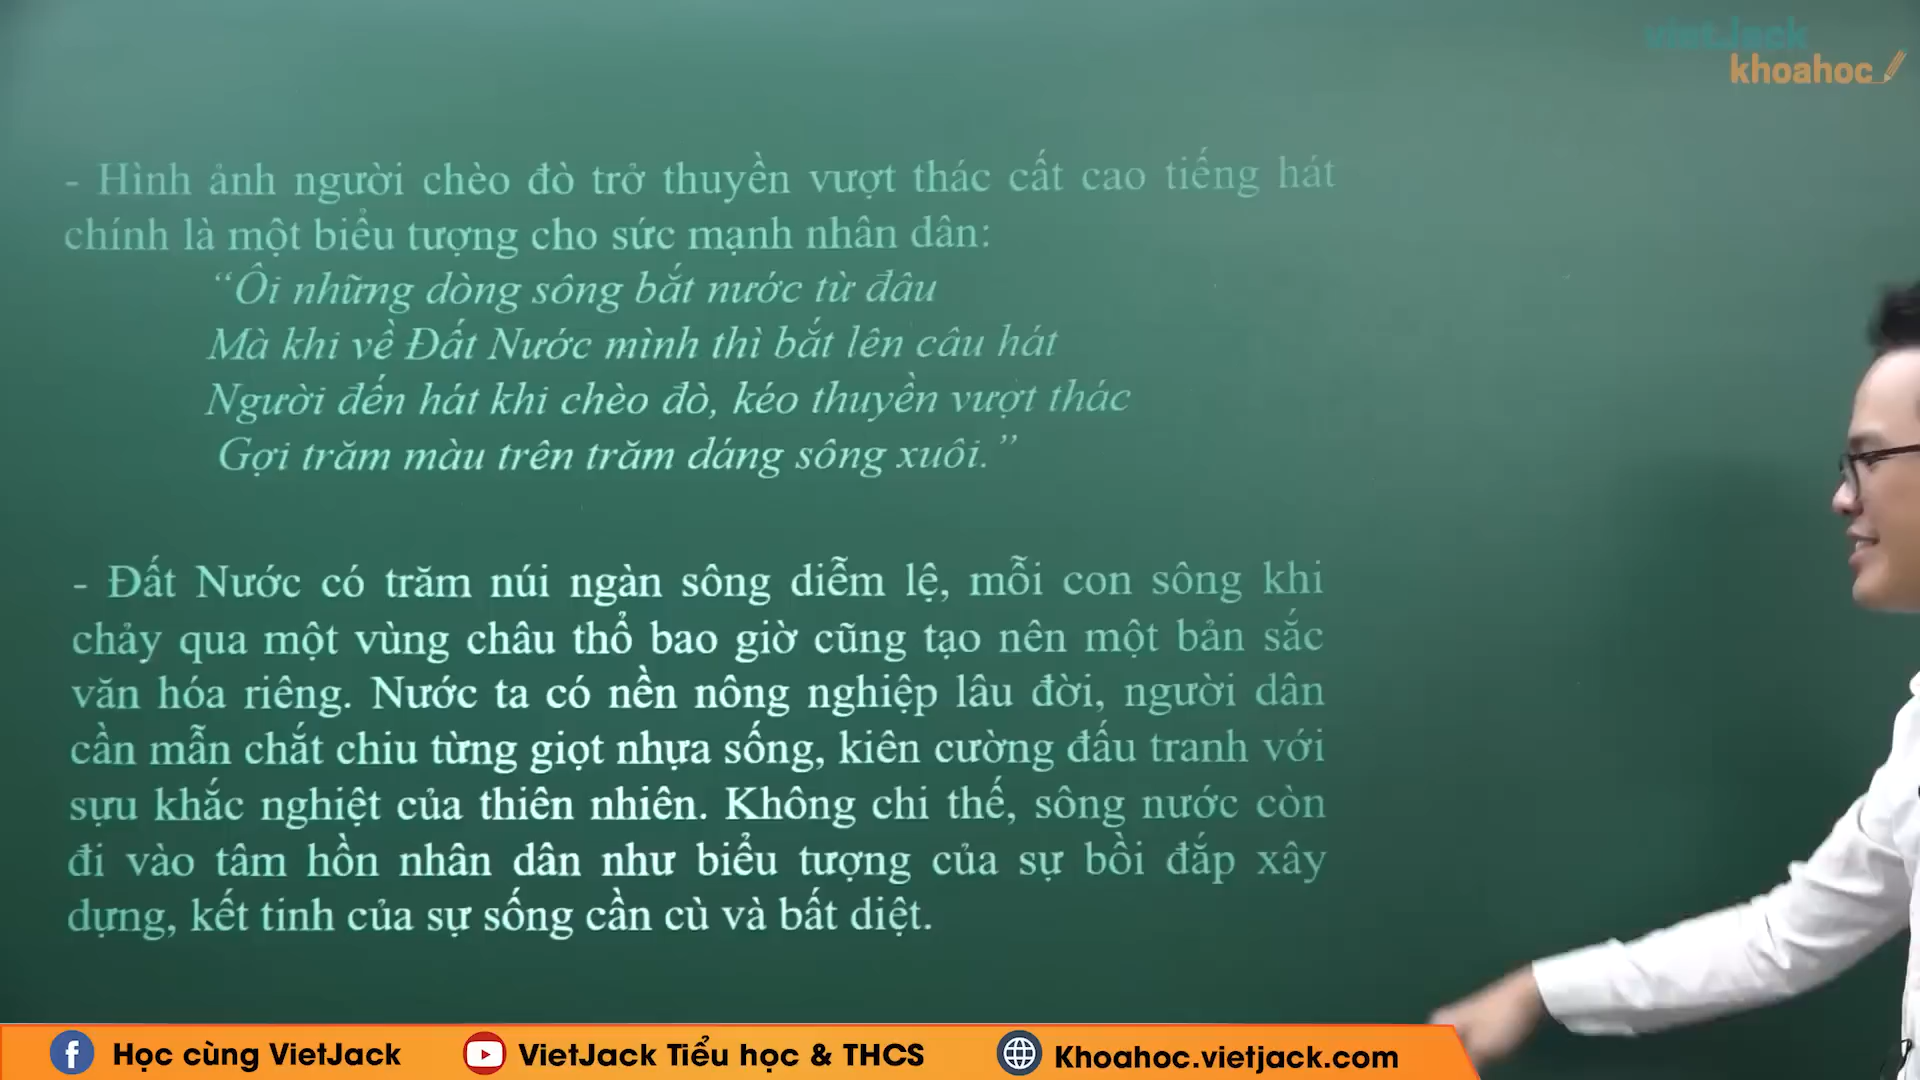 vietJack
khoahoc
- Hình ảnh người chèo đò trở thuyền vượt thác cất cao tiếng hát
chính là một biểu tượng cho sức mạnh nhân dân:
“Ôi những dòng sông bắt nước từ đâu
Mà khi về Đất Nước mình thì bắt lên câu hát
Người đến hát khi chèo đò, kéo thuyền vượt thác
Gợi trăm màu trên trăm dáng sông xuôi.”
- Đất Nước có trăm núi ngàn sông diễm lệ, mỗi con sông khi
chảy qua một vùng châu thổ bao giờ cũng tạo nên một bản sắc
văn hóa riêng. Nước ta có nền nông nghiệp lâu đời, người dân
cần mẫn chắt chiu từng giọt nhựa sống, kiên cường đấu tranh với
sựu khắc nghiệt của thiên nhiên. Không chi thế, sông nước còn
đi vào tâm hồn nhân dân như biểu tượng của sự bồi đắp xây
dựng, kết tinh của sự sống cần cù và bất diệt.
Học cùng VietJack
VietJack Tiểu học & THCS
Khoahoc.vietjack.com